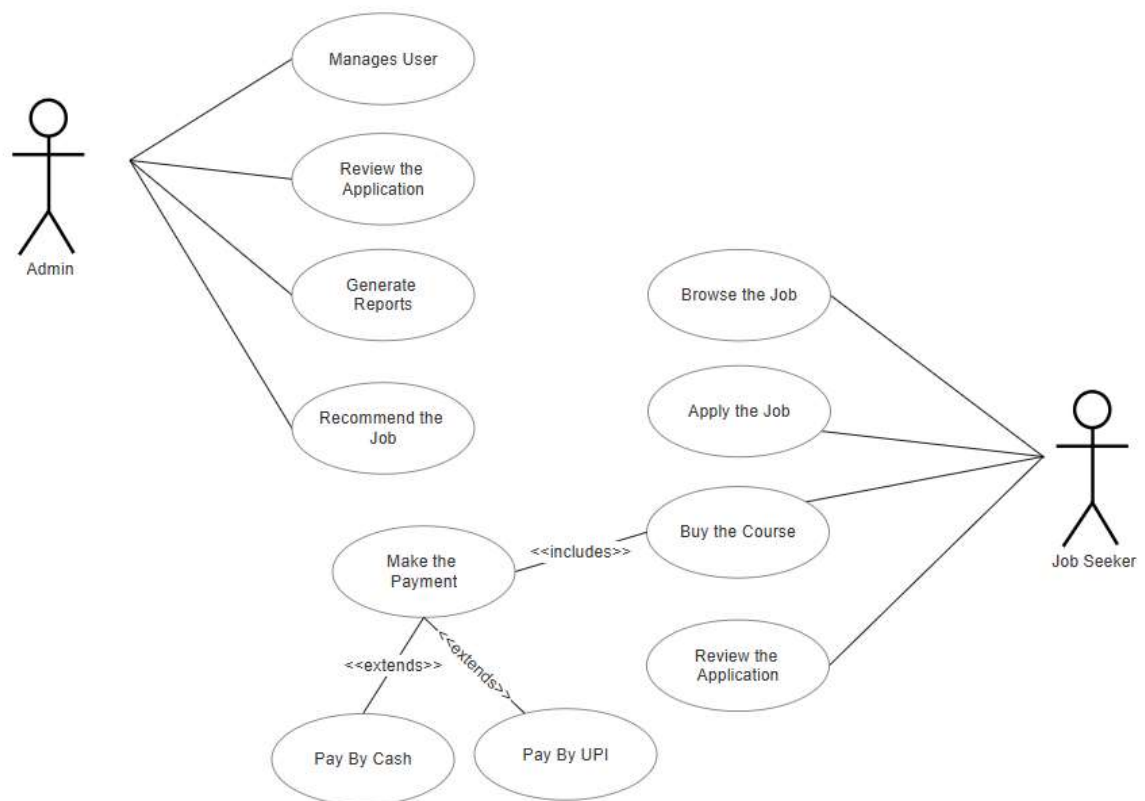 Manages User
Review the
Application
Admin
Generate
Reports
Browse the Job
Recommend the
Job
Apply the Job
Buy the Course
<<includes>>
Make the
Payment
Job Seeker
Review the
Application
<<extends>>
<<extends>>
Pay By Cash
Pay By UPI